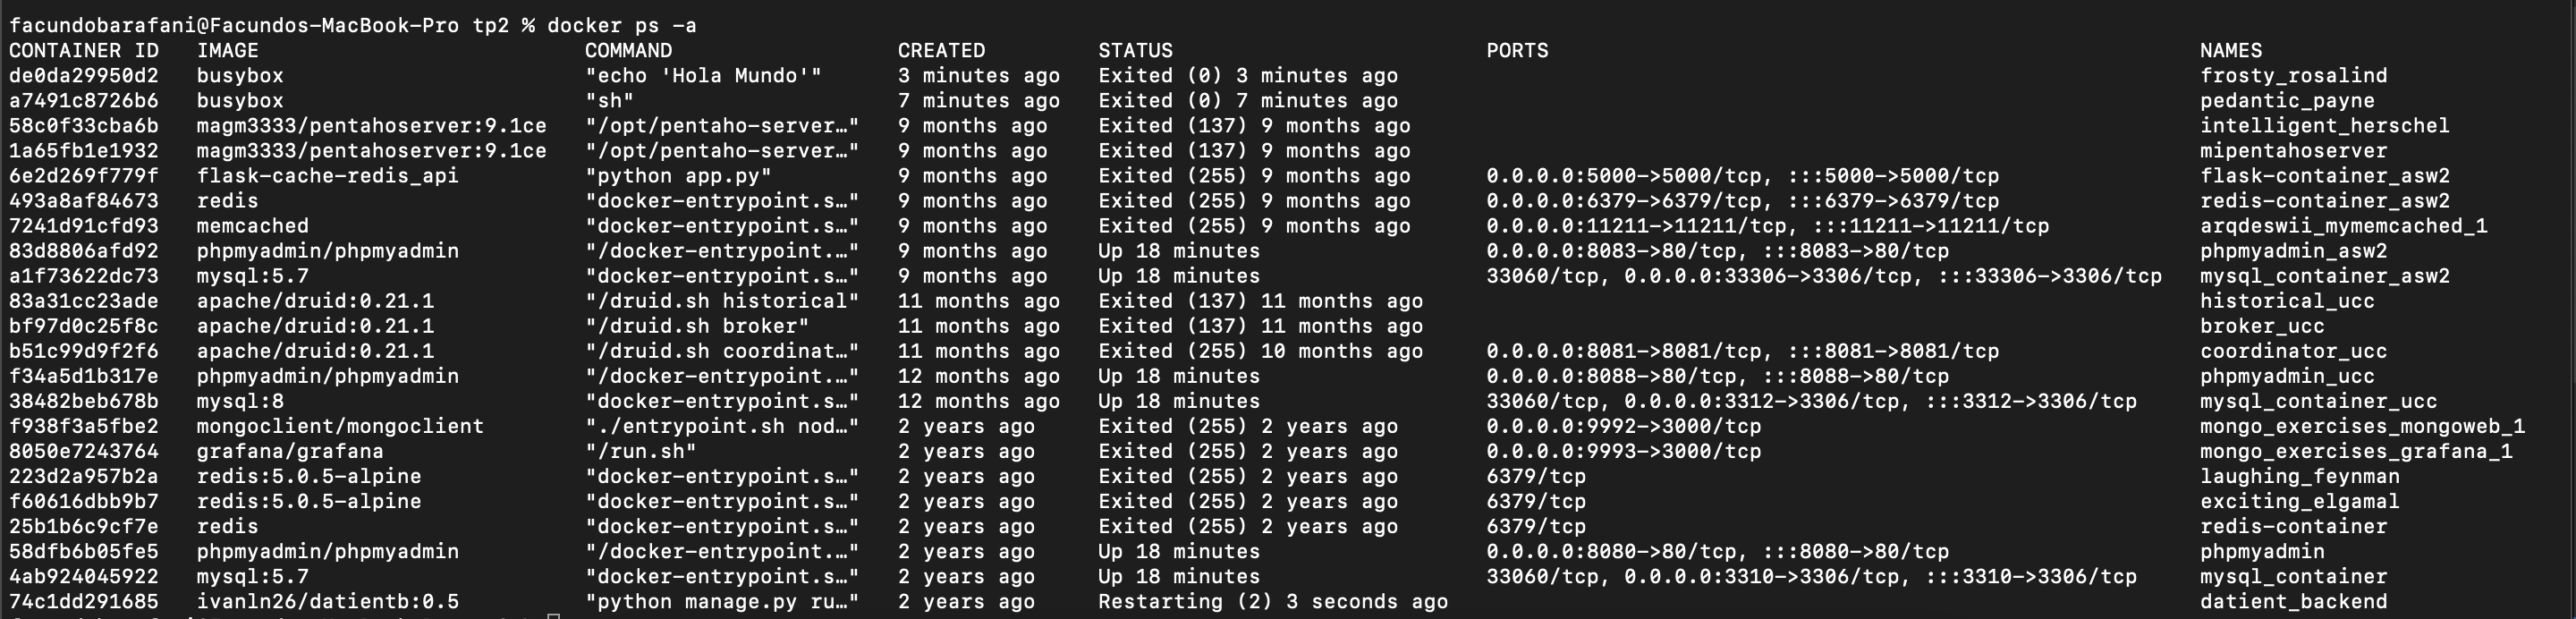 facundobarafani@Facundos-MacBook-Pro tp2 % docker ps -a
CONTAINER ID   IMAGE                          COMMAND                  CREATED          STATUS                        PORTS                                                    NAMES
de0da29950d2   busybox                        "echo 'Hola Mundo'"      3 minutes ago    Exited (0) 3 minutes ago                                                               frosty_rosalind
a7491c8726b6   busybox                        "sh"                     7 minutes ago    Exited (0) 7 minutes ago                                                               pedantic_payne
58c0f33cba6b   magm3333/pentahoserver:9.1ce   "/opt/pentaho-server…"   9 months ago     Exited (137) 9 months ago                                                              intelligent_herschel
1a65fb1e1932   magm3333/pentahoserver:9.1ce   "/opt/pentaho-server…"   9 months ago     Exited (137) 9 months ago                                                              mipentahoserver
6e2d269f779f   flask-cache-redis_api          "python app.py"          9 months ago     Exited (255) 9 months ago     0.0.0.0:5000->5000/tcp, :::5000->5000/tcp                flask-container_asw2
493a8af84673   redis                          "docker-entrypoint.s…"   9 months ago     Exited (255) 9 months ago     0.0.0.0:6379->6379/tcp, :::6379->6379/tcp                redis-container_asw2
7241d91cfd93   memcached                      "docker-entrypoint.s…"   9 months ago     Exited (255) 9 months ago     0.0.0.0:11211->11211/tcp, :::11211->11211/tcp            arqdeswii_mymemcached_1
83d8806afd92   phpmyadmin/phpmyadmin          "/docker-entrypoint.…"   9 months ago     Up 18 minutes                 0.0.0.0:8083->80/tcp, :::8083->80/tcp                    phpmyadmin_asw2
a1f73622dc73   mysql:5.7                      "docker-entrypoint.s…"   9 months ago     Up 18 minutes                 33060/tcp, 0.0.0.0:33306->3306/tcp, :::33306->3306/tcp   mysql_container_asw2
83a31cc23ade   apache/druid:0.21.1            "/druid.sh historical"   11 months ago    Exited (137) 11 months ago                                                             historical_ucc
bf97d0c25f8c   apache/druid:0.21.1            "/druid.sh broker"       11 months ago    Exited (137) 11 months ago                                                             broker_ucc
b51c99d9f2f6   apache/druid:0.21.1            "/druid.sh coordinat…"   11 months ago    Exited (255) 10 months ago    0.0.0.0:8081->8081/tcp, :::8081->8081/tcp                coordinator_ucc
f34a5d1b317e   phpmyadmin/phpmyadmin          "/docker-entrypoint.…"   12 months ago    Up 18 minutes                 0.0.0.0:8088->80/tcp, :::8088->80/tcp                    phpmyadmin_ucc
38482beb678b   mysql:8                        "docker-entrypoint.s…"   12 months ago    Up 18 minutes                 33060/tcp, 0.0.0.0:3312->3306/tcp, :::3312->3306/tcp     mysql_container_ucc
f938f3a5fbe2   mongoclient/mongoclient        "./entrypoint.sh nod…"   2 years ago      Exited (255) 2 years ago      0.0.0.0:9992->3000/tcp                                   mongo_exercises_mongoweb_1
8050e7243764   grafana/grafana                "/run.sh"                2 years ago      Exited (255) 2 years ago      0.0.0.0:9993->3000/tcp                                   mongo_exercises_grafana_1
223d2a957b2a   redis:5.0.5-alpine             "docker-entrypoint.s…"   2 years ago      Exited (255) 2 years ago      6379/tcp                                                 laughing_feynman
f60616dbb9b7   redis:5.0.5-alpine             "docker-entrypoint.s…"   2 years ago      Exited (255) 2 years ago      6379/tcp                                                 exciting_elgamal
25b1b6c9cf7e   redis                          "docker-entrypoint.s…"   2 years ago      Exited (255) 2 years ago      6379/tcp                                                 redis-container
58dfb6b05fe5   phpmyadmin/phpmyadmin          "/docker-entrypoint.…"   2 years ago      Up 18 minutes                 0.0.0.0:8080->80/tcp, :::8080->80/tcp                    phpmyadmin
4ab924045922   mysql:5.7                      "docker-entrypoint.s…"   2 years ago      Up 18 minutes                 33060/tcp, 0.0.0.0:3310->3306/tcp, :::3310->3306/tcp     mysql_container
74c1dd291685   ivanln26/datientb:0.5          "python manage.py ru…"   2 years ago      Restarting (2) 3 seconds ago                                                           datient_backend